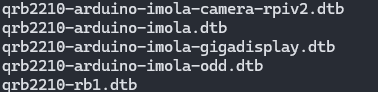 qrb2210-arduino-imola-camera-rpiv2.dtb
qrb2210-arduino-imola.dtb
qrb2210-arduino-imola-gigadisplay.dtb
qrb2210-arduino-imola-odd.dtb
qrb2210-rb1.dtb